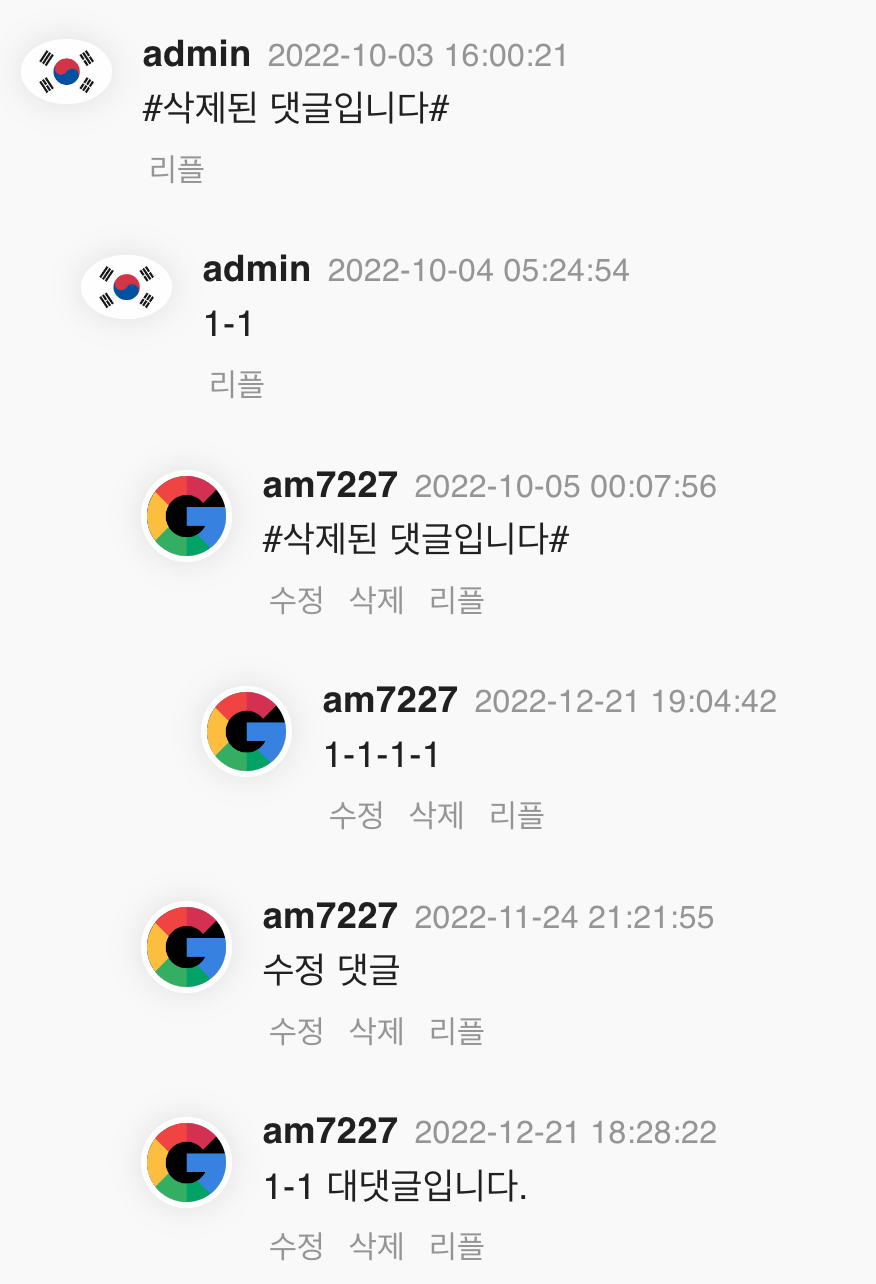 admin 2022-10-03 16:00:21
#삭제된 댓글입니다#
리플
admin 2022-10-04 05:24:54
1-1
리플
am7227 2022-10-05 00:07:56
#삭제된 댓글입니다#
수정 삭제 리플
am7227 2022-12-21 19:04:42
1-1-1-1
수정 삭제 리플
am7227 2022-11-24 21:21:55
수정 댓글
수정 삭제 리플
am7227 2022-12-21 18:28:22
1-1 대댓글입니다.
수정 삭제 리플